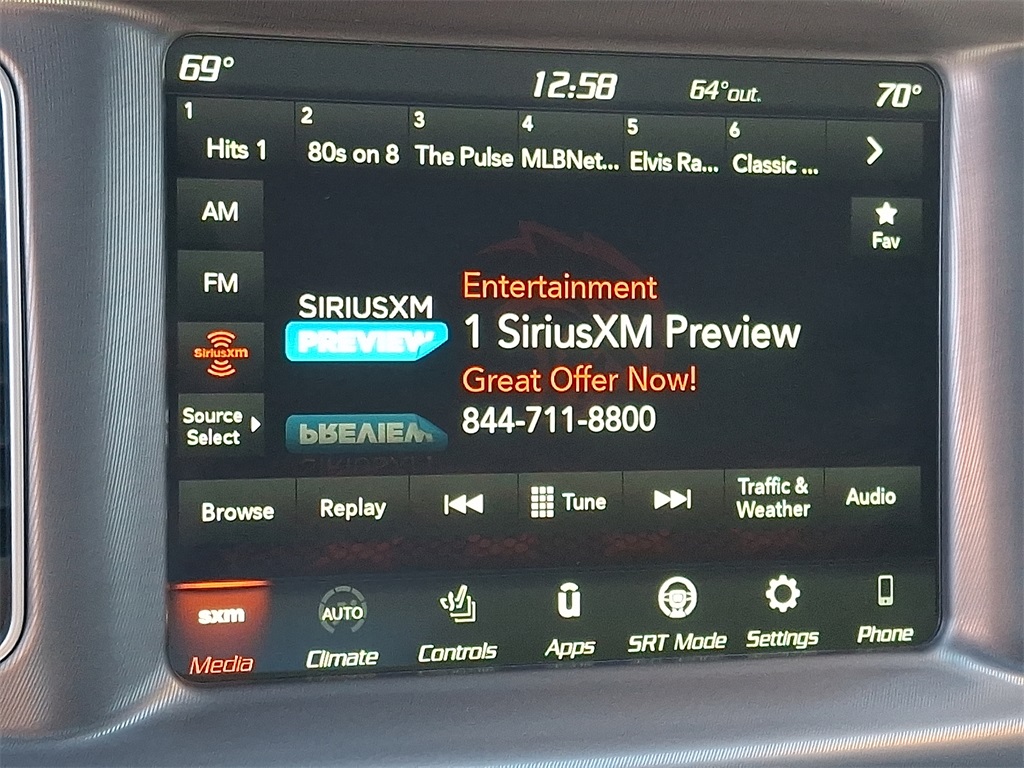 69° 12:58 64°out. 70°
1 2 3 4 5 6
Hits 1 80s on 8 The Pulse MLBNet... Elvis Ra... Classic ...
AM
Fav
FM
Entertainment
SIRIUSXM
PREVIEW
1 SiriusXM Preview
SiriusXM
Great Offer Now!
Source
Select
844-711-8800
PREVIEW
SIRIUSXM
Browse Replay Tune Traffic &
Weather Audio
sxm AUTO u
Media Climate Controls Apps SRT Mode Settings Phone